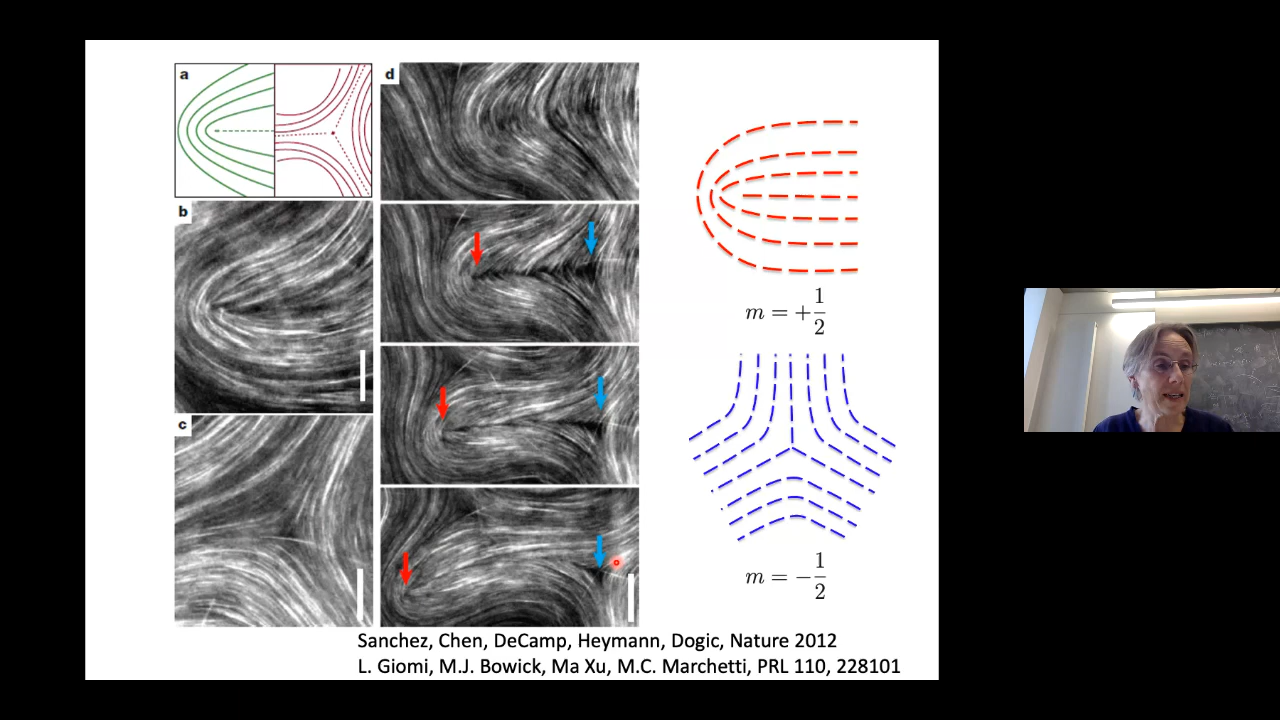 a
d
b
c
m = +1/2
m = −1/2
Sanchez, Chen, DeCamp, Heymann, Dogic, Nature 2012
L. Giomi, M.J. Bowick, Ma Xu, M.C. Marchetti, PRL 110, 228101